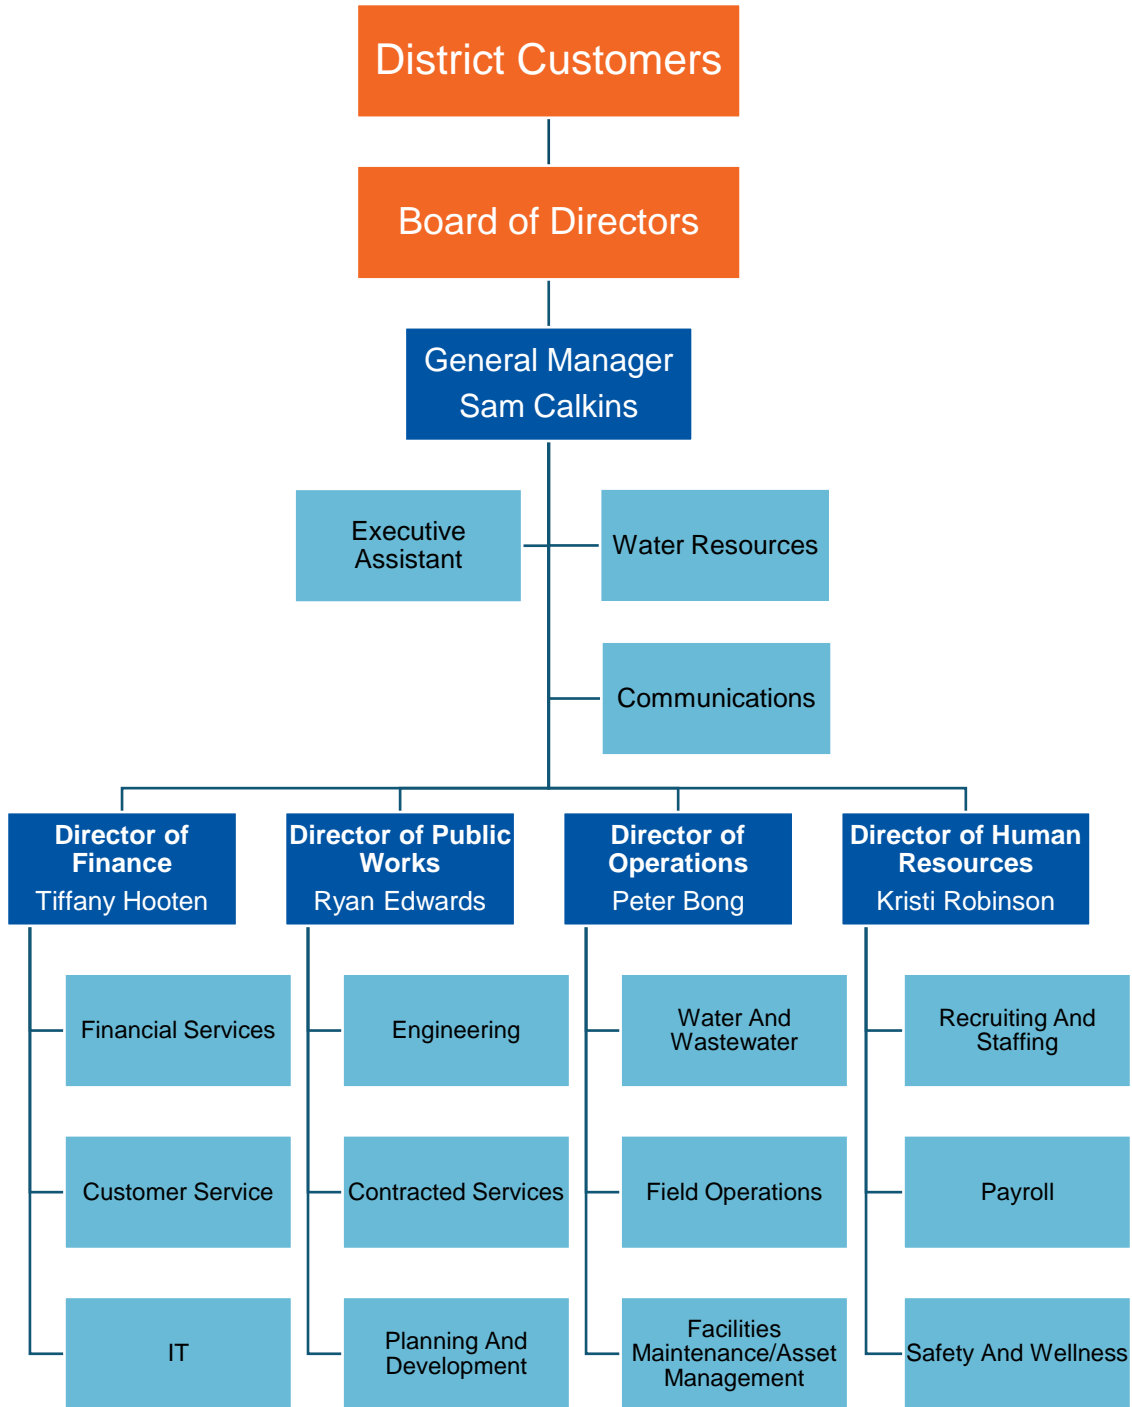 District Customers
Board of Directors
General Manager
Sam Calkins
Executive
Assistant
Water Resources
Communications
Director of
Finance
Tiffany Hooten
Director of Public
Works
Ryan Edwards
Director of
Operations
Peter Bong
Director of Human
Resources
Kristi Robinson
Financial Services
Engineering
Water And
Wastewater
Recruiting And
Staffing
Customer Service
Contracted Services
Field Operations
Payroll
IT
Planning And
Development
Facilities
Maintenance/Asset
Management
Safety And Wellness